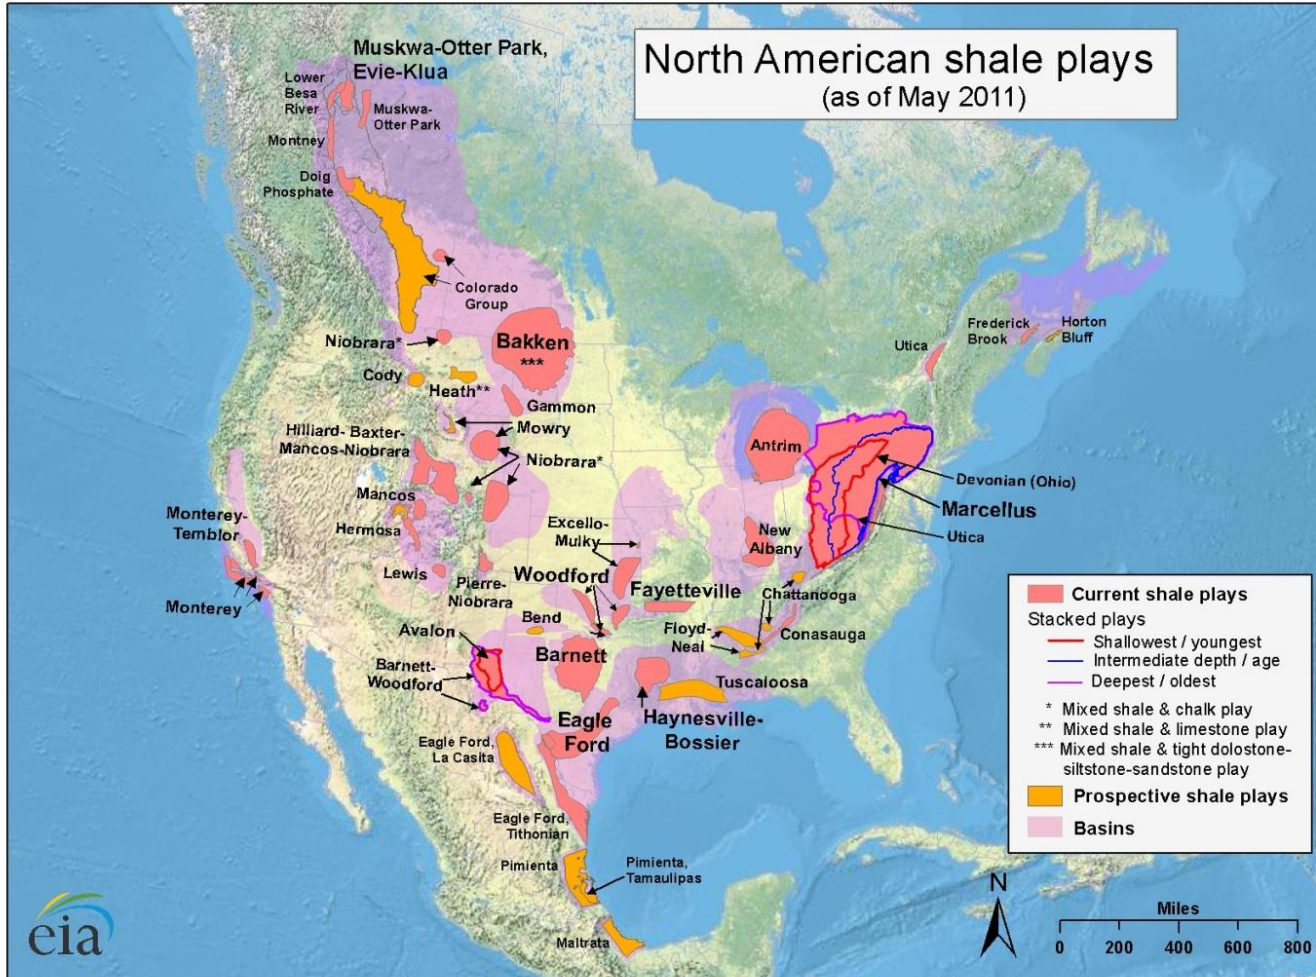 North American shale plays
(as of May 2011)
Muskwa-Otter Park,
Evie-Klua
Lower
Besa
River
Muskwa-
Otter Park
Montney
Doig
Phosphate
Colorado
Group
Niobrara*
Bakken
***
Cody
Heath**
Gammon
Mowry
Hilliard- Baxter-
Mancos-Niobrara
Niobrara*
Mancos
Hermosa
Monterey-
Temblor
Monterey
Lewis
Pierre-
Niobrara
Excello-
Mulky
Woodford
Fayetteville
Bend
Avalon
Barnett-
Woodford
Barnett
Eagle
Ford
Haynesville-
Bossier
Tuscaloosa
Floyd-
Neal
Chattanooga
Conasauga
New
Albany
Antrim
Devonian (Ohio)
Marcellus
Utica
Utica
Frederick
Brook
Horton
Bluff
Eagle Ford,
La Casita
Eagle Ford,
Tithonian
Pimienta
Pimienta,
Tamaulipas
Maltrata
Current shale plays
Stacked plays
Shallowest / youngest
Intermediate depth / age
Deepest / oldest
* Mixed shale & chalk play
** Mixed shale & limestone play
*** Mixed shale & tight dolostone-
siltstone-sandstone play
Prospective shale plays
Basins
N
Miles
0 200 400 600 800
eia